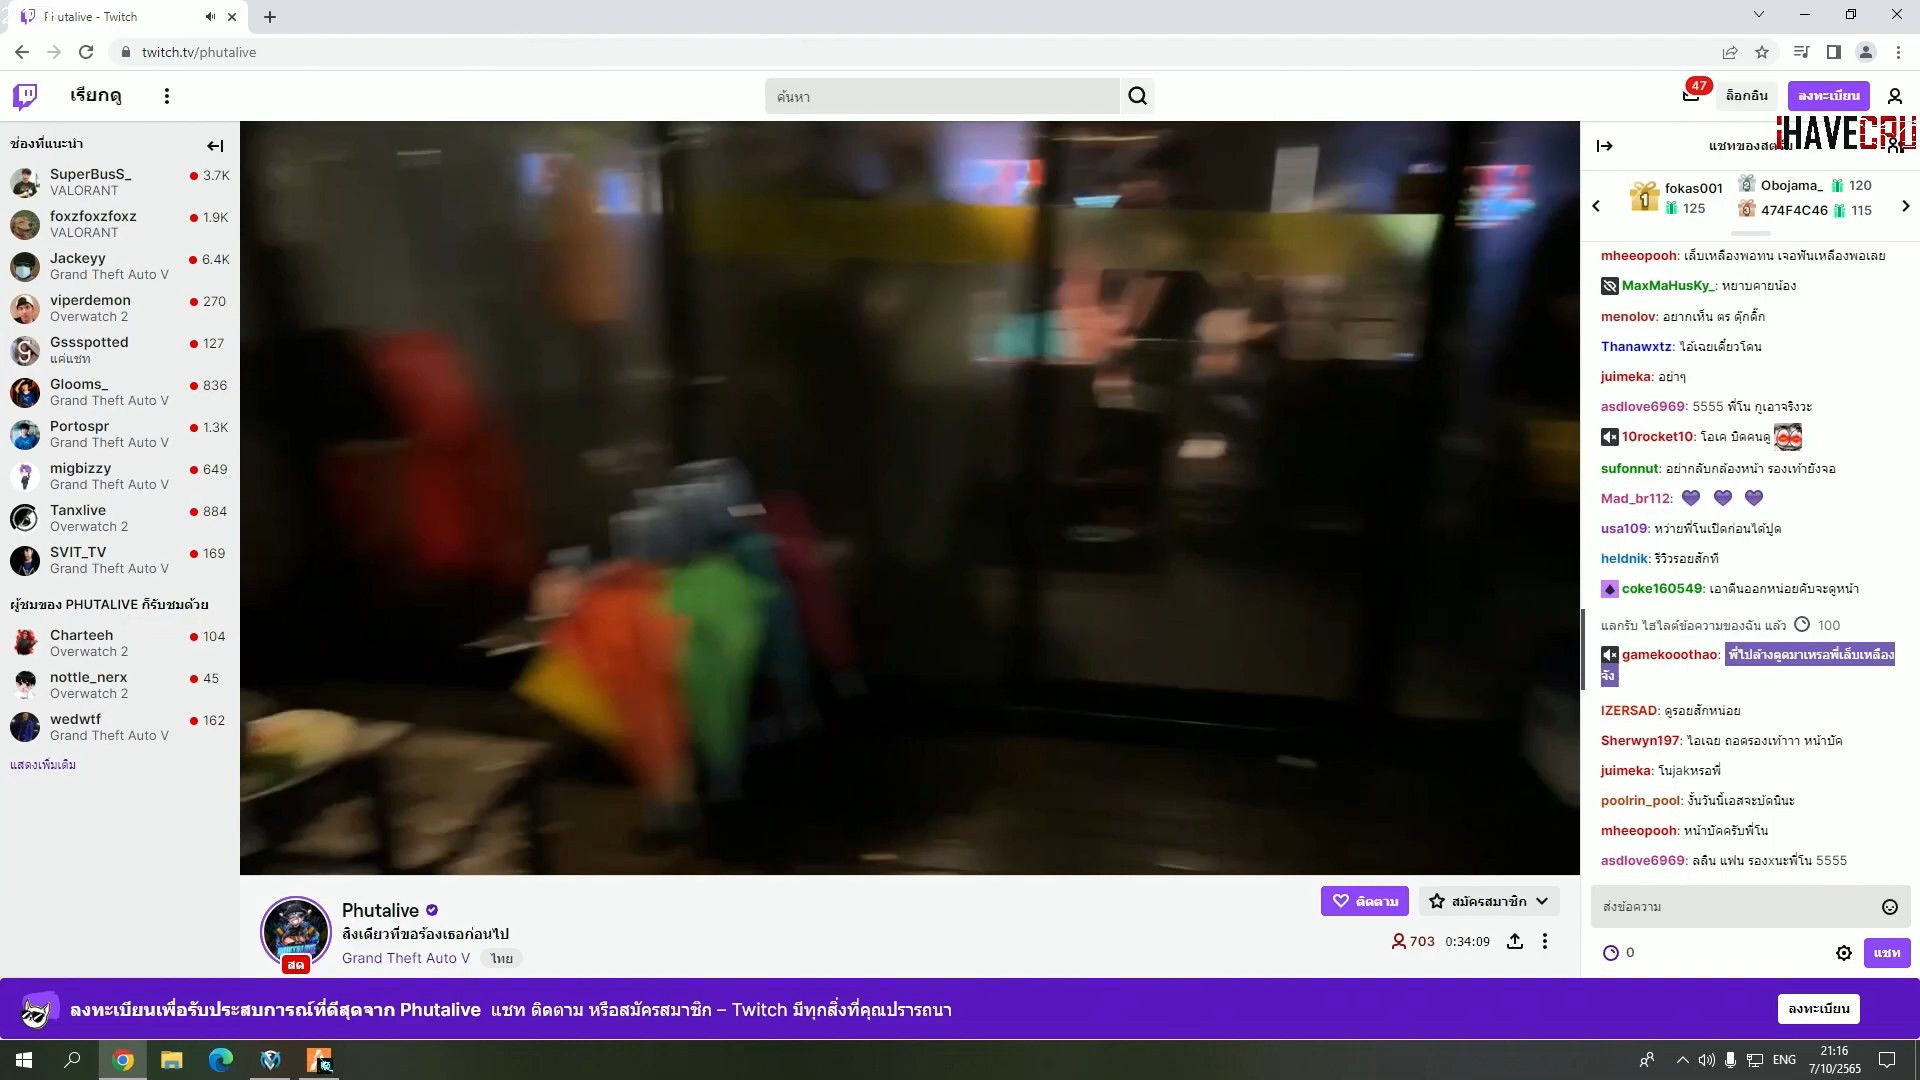 Phutalive - Twitch
twitch.tv/phutalive
เรียกดู
ค้นหา
47
ล็อกอิน
ลงทะเบียน
iHAVECPU
ช่องที่แนะนำ
SuperBusS_ 3.7K
VALORANT
foxzfoxzfoxz 1.9K
VALORANT
Jackeyy 6.4K
Grand Theft Auto V
viperdemon 270
Overwatch 2
Gssspotted 127
แค่แชท
Glooms_ 836
Grand Theft Auto V
Portospr 1.3K
Grand Theft Auto V
migbizzy 649
Grand Theft Auto V
Tanxlive 884
Overwatch 2
SVIT_TV 169
Grand Theft Auto V
ผู้ชมของ PHUTALIVE ก็รับชมด้วย
Charteeh 104
Overwatch 2
nottle_nerx 45
Overwatch 2
wedwtf 162
Grand Theft Auto V
แสดงเพิ่มเติม
Phutalive
สิ่งเดียวที่ขอร้องเธอก่อนไป
Grand Theft Auto V ไทย
สด
ติดตาม
สมัครสมาชิก
703 0:34:09
แชทของสตรีม
1 fokas001 125
2 Obojama_ 120
3 474F4C46 115
mheeopooh: เล็บเหลืองพอทน เจอฟันเหลืองพอเลย
MaxMaHusKy_: หยาบคายน้อง
menolov: อยากเห็น ตร ดุ๊กดิ๊ก
Thanawxtz: ไอ้เฉยเดี๋ยวโดน
juimeka: อย่าๆ
asdlove6969: 5555 พี่โน กูเอาจริงวะ
10rocket10: โอเค บิดคนดู
sufonnut: อย่ากลับกล้องหน้า รองเท้ายังจอ
Mad_br112: 💜 💜 💜
usa109: หว่ายพี่โนเปิดก่อนได้ปูด
heldnik: รีวิวรอยสักที
coke160549: เอาตีนออกหน่อยคับจะดูหน้า
แลกรับ ไฮไลต์ข้อความของฉัน แล้ว 100
gamekooothao: พี่ไปล้างตูดมาเหรอพี่เล็บเหลือง
จัง
IZERSAD: ดูรอยสักหน่อย
Sherwyn197: ไอเฉย ถอดรองเท้าาา หน้าบัค
juimeka: โนjakหรอพี่
poolrin_pool: งั้นวันนี้เอสจะบัดนินะ
mheeopooh: หน้าบัคครับพี่โน
asdlove6969: ลลิน แฟน รองxนะพี่โน 5555
ส่งข้อความ
0
แชท
ลงทะเบียนเพื่อรับประสบการณ์ที่ดีสุดจาก Phutalive แชท ติดตาม หรือสมัครสมาชิก – Twitch มีทุกสิ่งที่คุณปรารถนา
ลงทะเบียน
ENG
21:16
7/10/2565